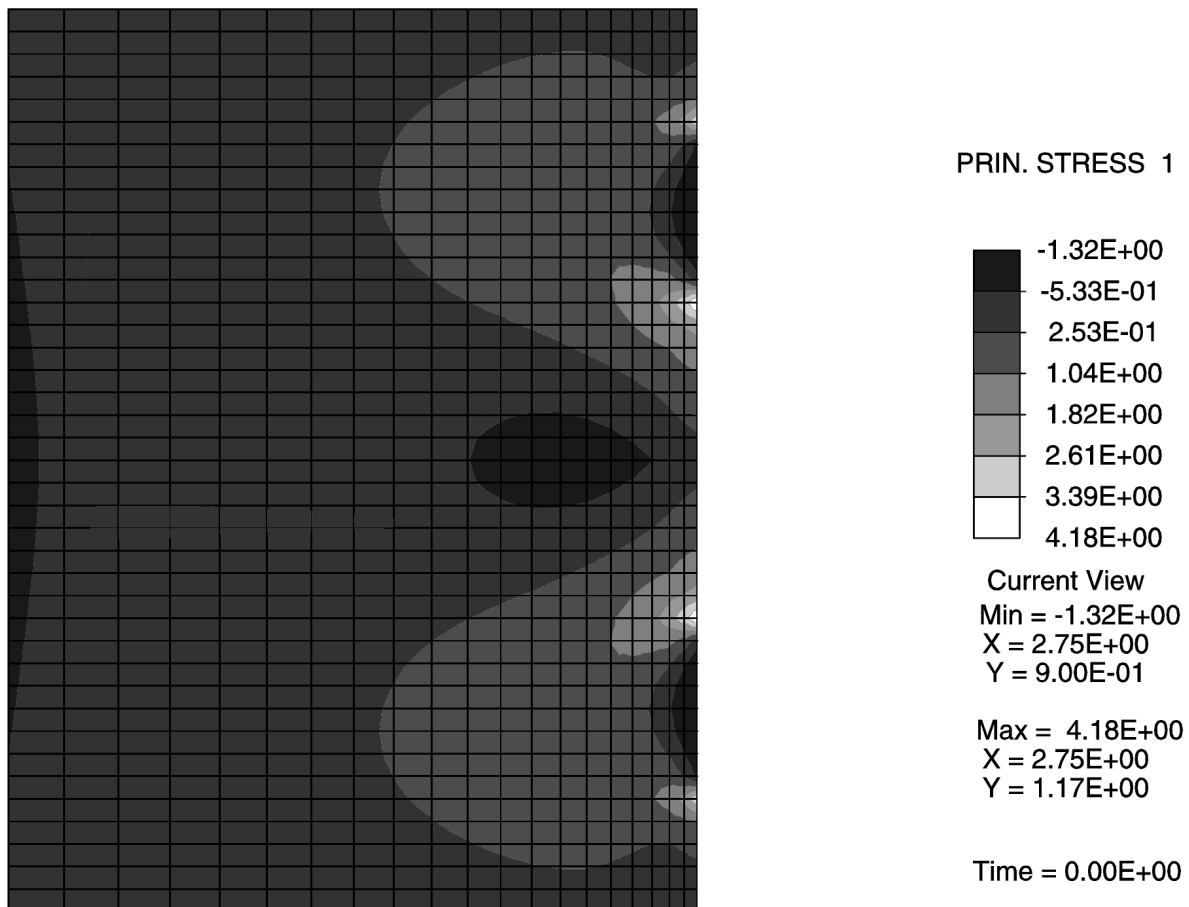 PRIN. STRESS 1
-1.32E+00
-5.33E-01
2.53E-01
1.04E+00
1.82E+00
2.61E+00
3.39E+00
4.18E+00
Current View
Min = -1.32E+00
X = 2.75E+00
Y = 9.00E-01
Max = 4.18E+00
X = 2.75E+00
Y = 1.17E+00
Time = 0.00E+00